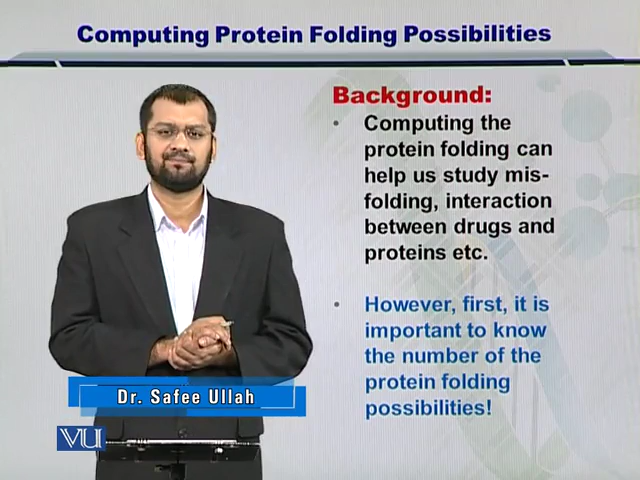 Computing Protein Folding Possibilities
Background:
• Computing the
protein folding can
help us study mis-
folding, interaction
between drugs and
proteins etc.
• However, first, it is
important to know
the number of the
protein folding
possibilities!
Dr. Safee Ullah
VU